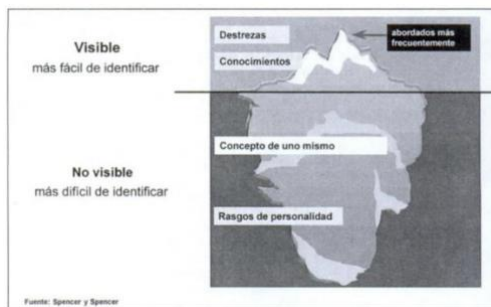 Visible
más fácil de identificar
Destrezas
Conocimientos
abordados más
frecuentemente
No visible
más difícil de identificar
Concepto de uno mismo
Rasgos de personalidad
Fuente: Spencer y Spencer